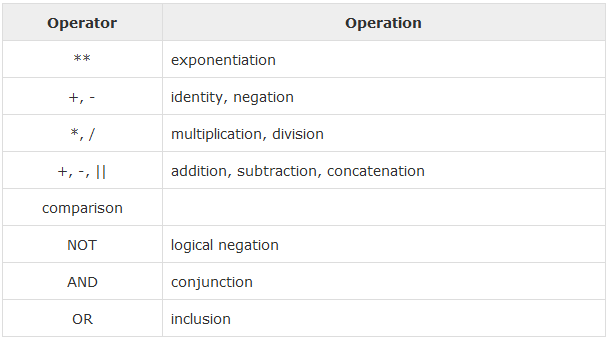 Operator Operation
** exponentiation
+, - identity, negation
*, / multiplication, division
+, -, || addition, subtraction, concatenation
comparison
NOT logical negation
AND conjunction
OR inclusion